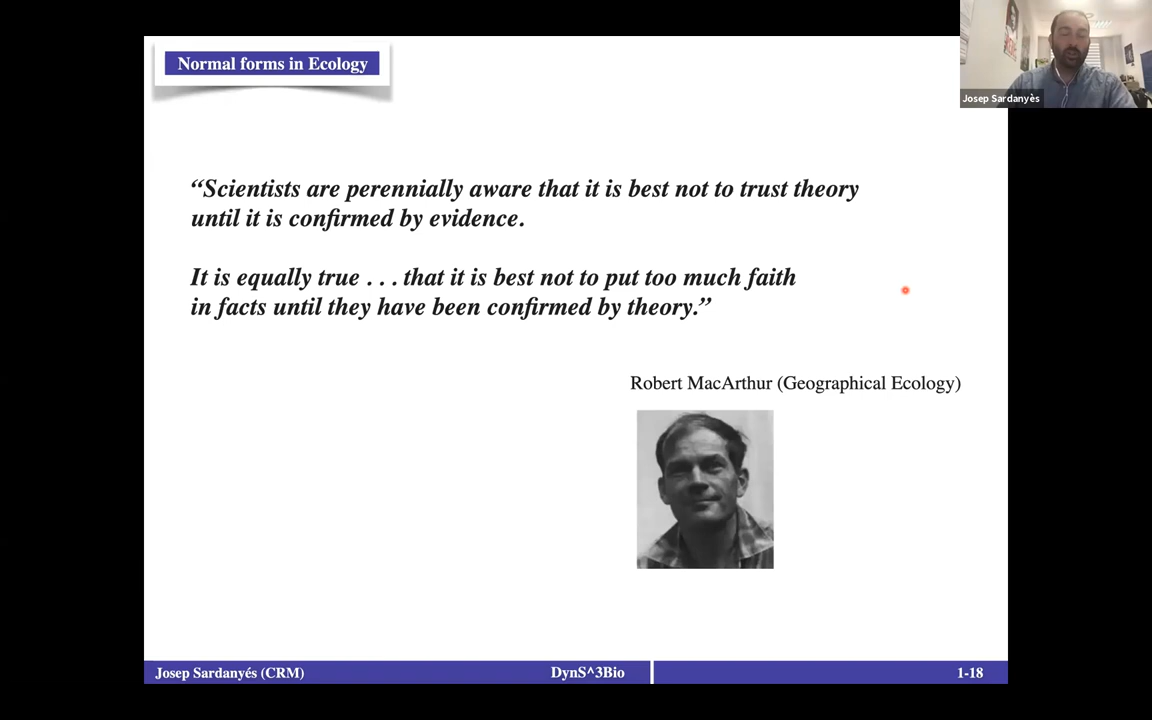 Normal forms in Ecology
Josep Sardanyès
“Scientists are perennially aware that it is best not to trust theory
until it is confirmed by evidence.
It is equally true . . . that it is best not to put too much faith
in facts until they have been confirmed by theory.”
Robert MacArthur (Geographical Ecology)
Josep Sardanyés (CRM)
DynS^3Bio
1-18